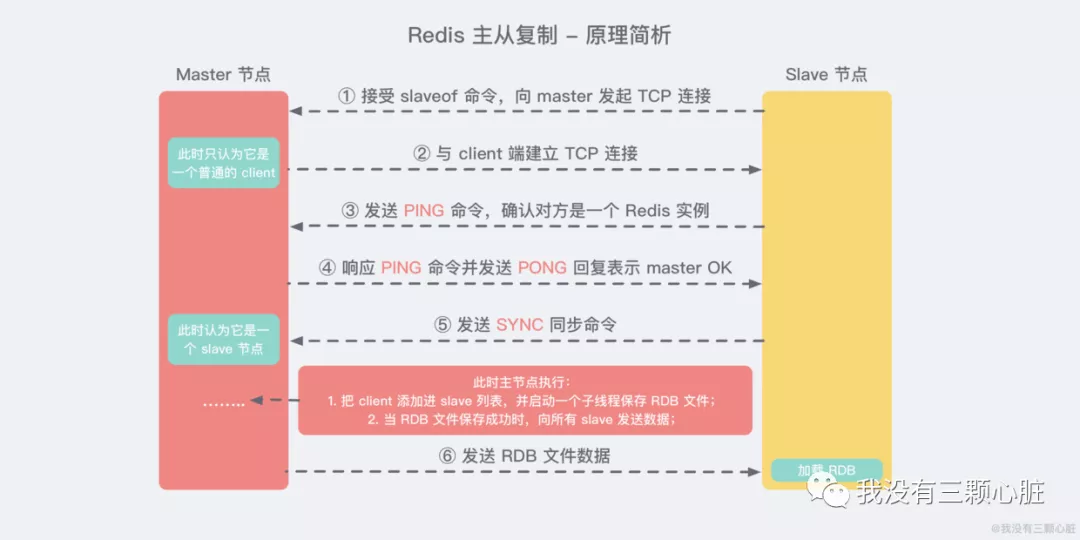 Redis 主从复制 – 原理简析
Master 节点
Slave 节点
① 接受 slaveof 命令，向 master 发起 TCP 连接
此时只认为它是
一个普通的 client
② 与 client 端建立 TCP 连接
③ 发送 PING 命令，确认对方是一个 Redis 实例
④ 响应 PING 命令并发送 PONG 回复表示 master OK
⑤ 发送 SYNC 同步命令
此时认为它是一
个 slave 节点
此时主节点执行：
1. 把 client 添加进 slave 列表，并启动一个子线程保存 RDB 文件；
2. 当 RDB 文件保存成功时，向所有 slave 发送数据；
........
⑥ 发送 RDB 文件数据
加载 RDB
我没有三颗心脏
@我没有三颗心脏